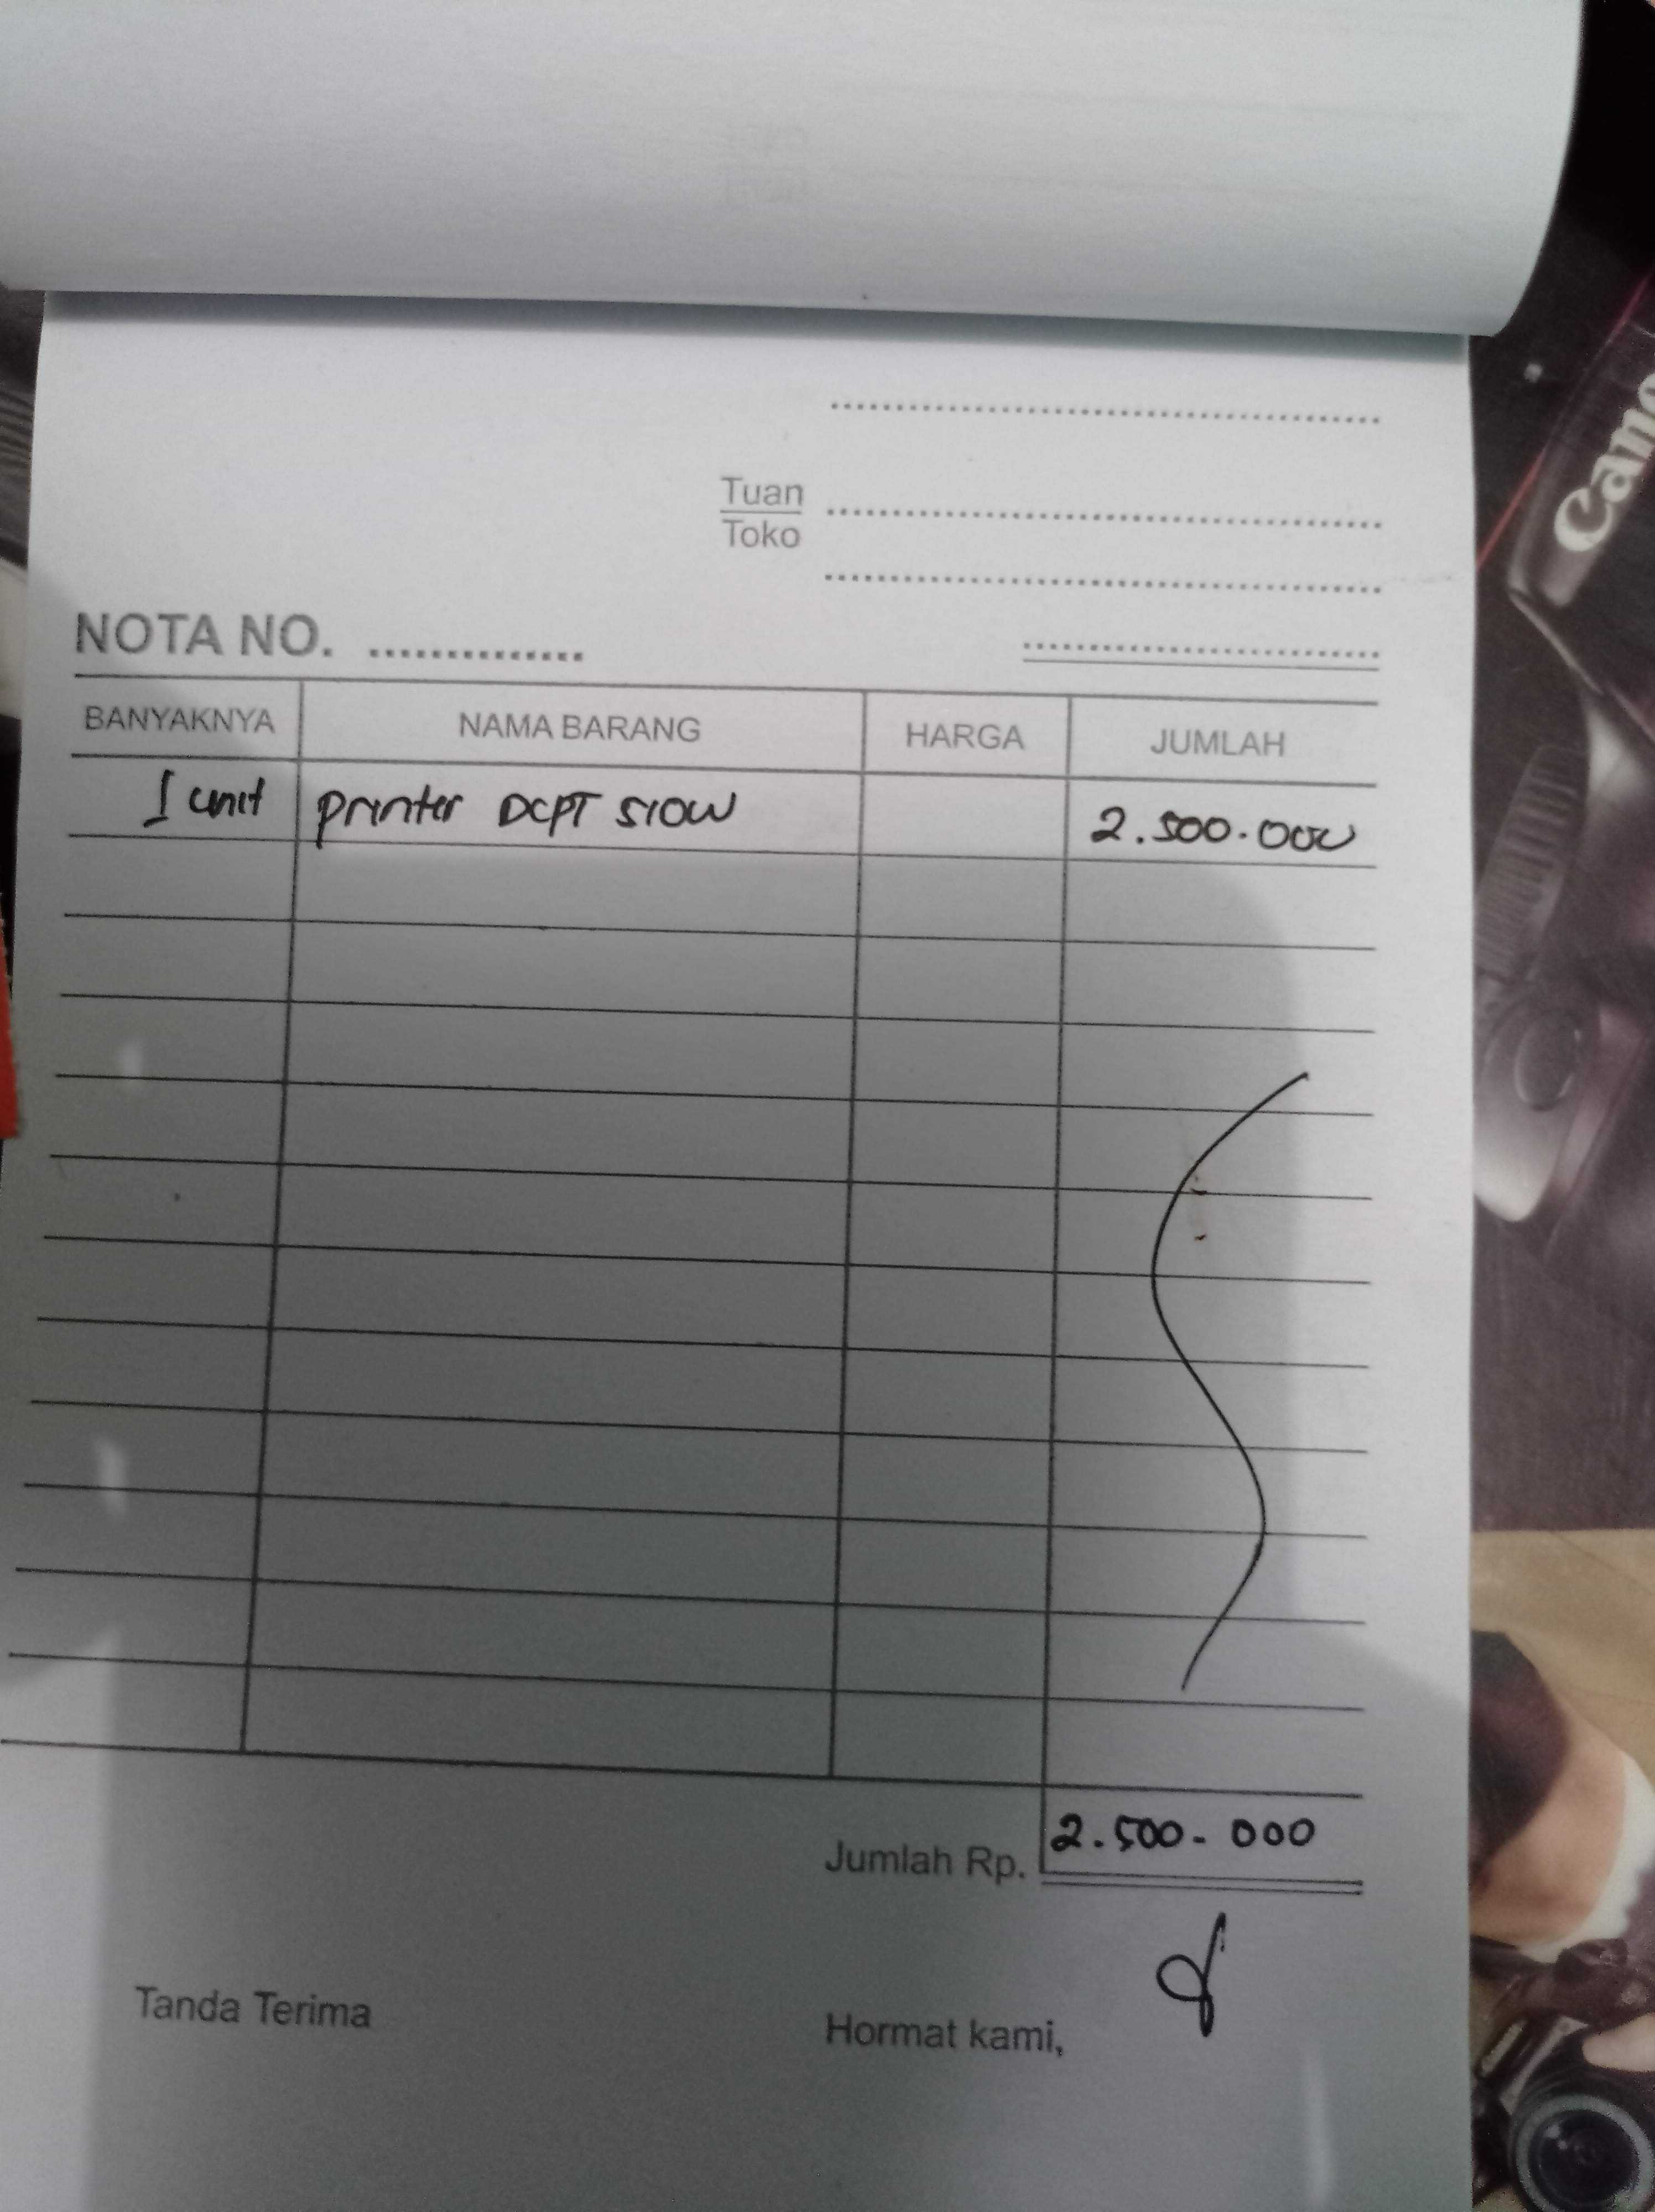 Tuan
Toko
NOTA NO.
BANYAKNYA NAMA BARANG HARGA JUMLAH
1 unit printer DCPT 510W 2.500.000
Jumlah Rp. 2.500.000
Tanda Terima Hormat kami,